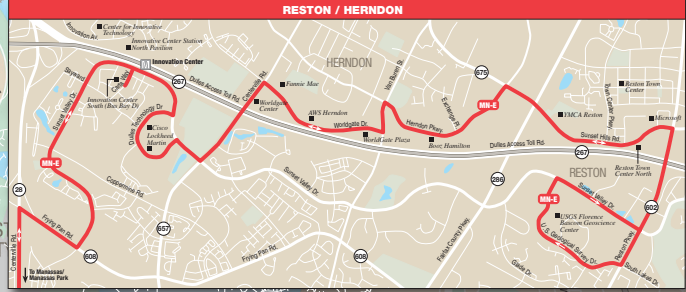 RESTON / HERNDON
Innovation Av.
Center for Innovative
Technology
Innovation Center Station
North Pavilion
Innovation Center
HERNDON
Van Buren St.
675
267
Dulles Access Toll Rd.
Centreville Rd.
Fannie Mae
Elden
Worldgate
Center
AWS Herndon
Worldgate Dr.
WorldGate Plaza
Herndon Pkwy.
Booz Hamilton
MN-E
YMCA Reston
Town Center Pkwy.
Reston Town
Center
Microsoft
Sunset Hills Rd.
Dulles Access Toll Rd.
267
Reston Town
Center North
Sunset Valley Dr.
Innovation Center
South (Bus Bay D)
Dulles Technology Dr.
Cisco
Lockheed
Martin
MN-E
Coppermine Rd.
28
Frying Pan Rd.
608
657
Sunset Valley Dr.
Frying Pan Rd.
608
Fairfax County Pkwy.
286
RESTON
MN-E
Sunset Valley Dr.
USGS Florence
Bascom Geoscience
Center
U.S. Geological Survey Dr.
Reston Pkwy.
602
South Lakes Dr.
Glade Dr.
Centreville Rd.
To Manassas/
Manassas Park